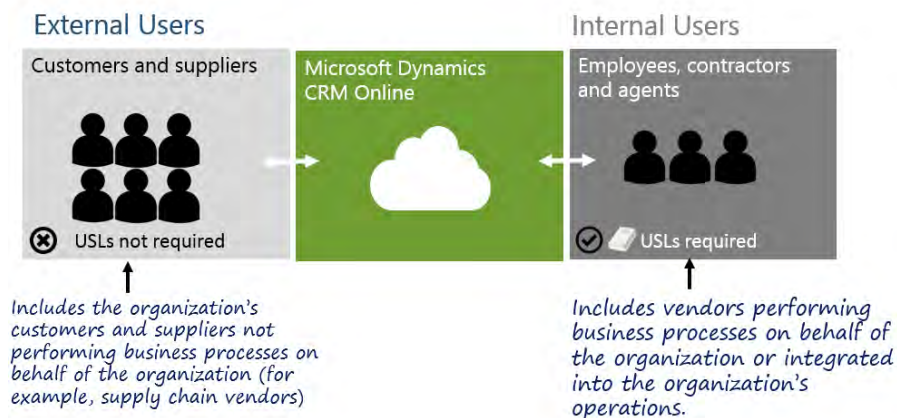 External Users
Customers and suppliers
USLs not required
Includes the organization's
customers and suppliers not
performing business processes on
behalf of the organization (for
example, supply chain vendors)
Microsoft Dynamics
CRM Online
Internal Users
Employees, contractors
and agents
USLs required
Includes vendors performing
business processes on behalf of
the organization or integrated
into the organization's
operations.